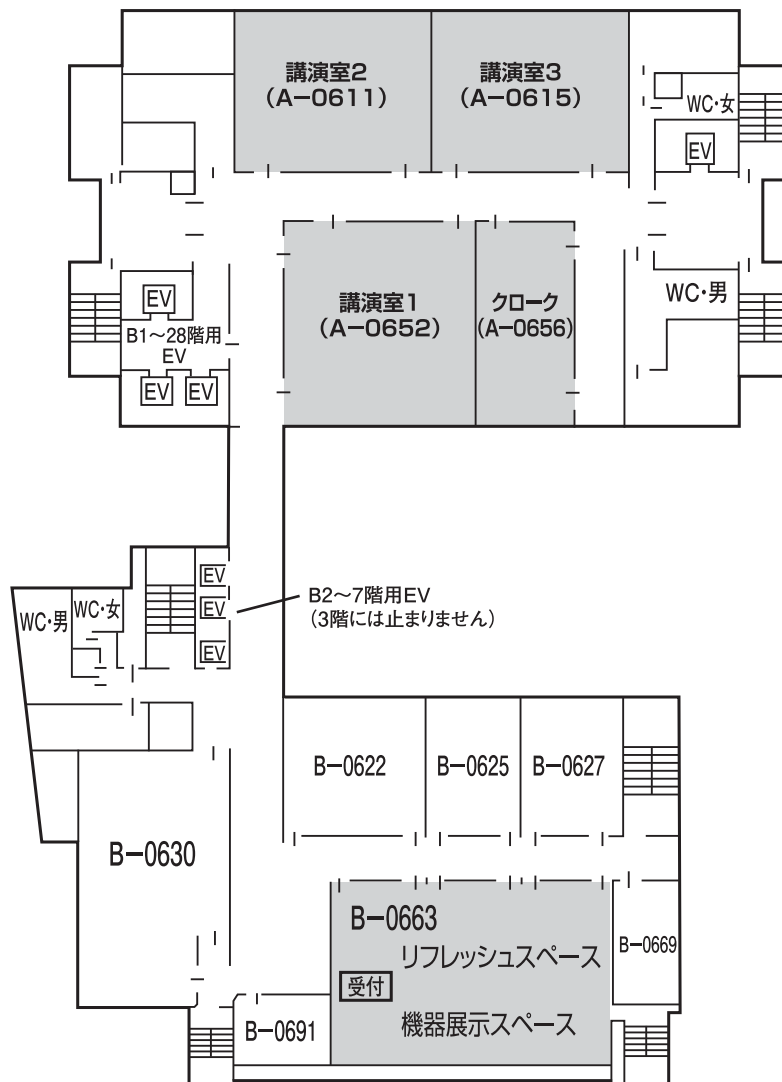 講演室2
(A-0611)
講演室3
(A-0615)
WC・女
EV
講演室1
(A-0652)
クローク
(A-0656)
WC・男
EV
B1〜28階用
EV
EV
EV
EV
EV
EV
B2〜7階用EV
(3階には止まりません)
WC・男
WC・女
B-0622
B-0625
B-0627
B-0630
B-0663
リフレッシュスペース
受付
機器展示スペース
B-0669
B-0691